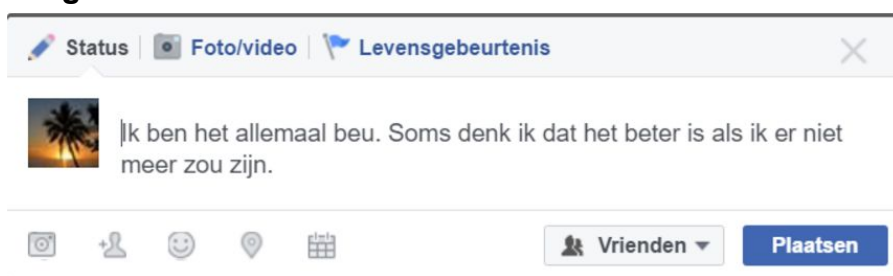 Status Foto/video Levensgebeurtenis
Ik ben het allemaal beu. Soms denk ik dat het beter is als ik er niet
meer zou zijn.
Vrienden Plaatsen